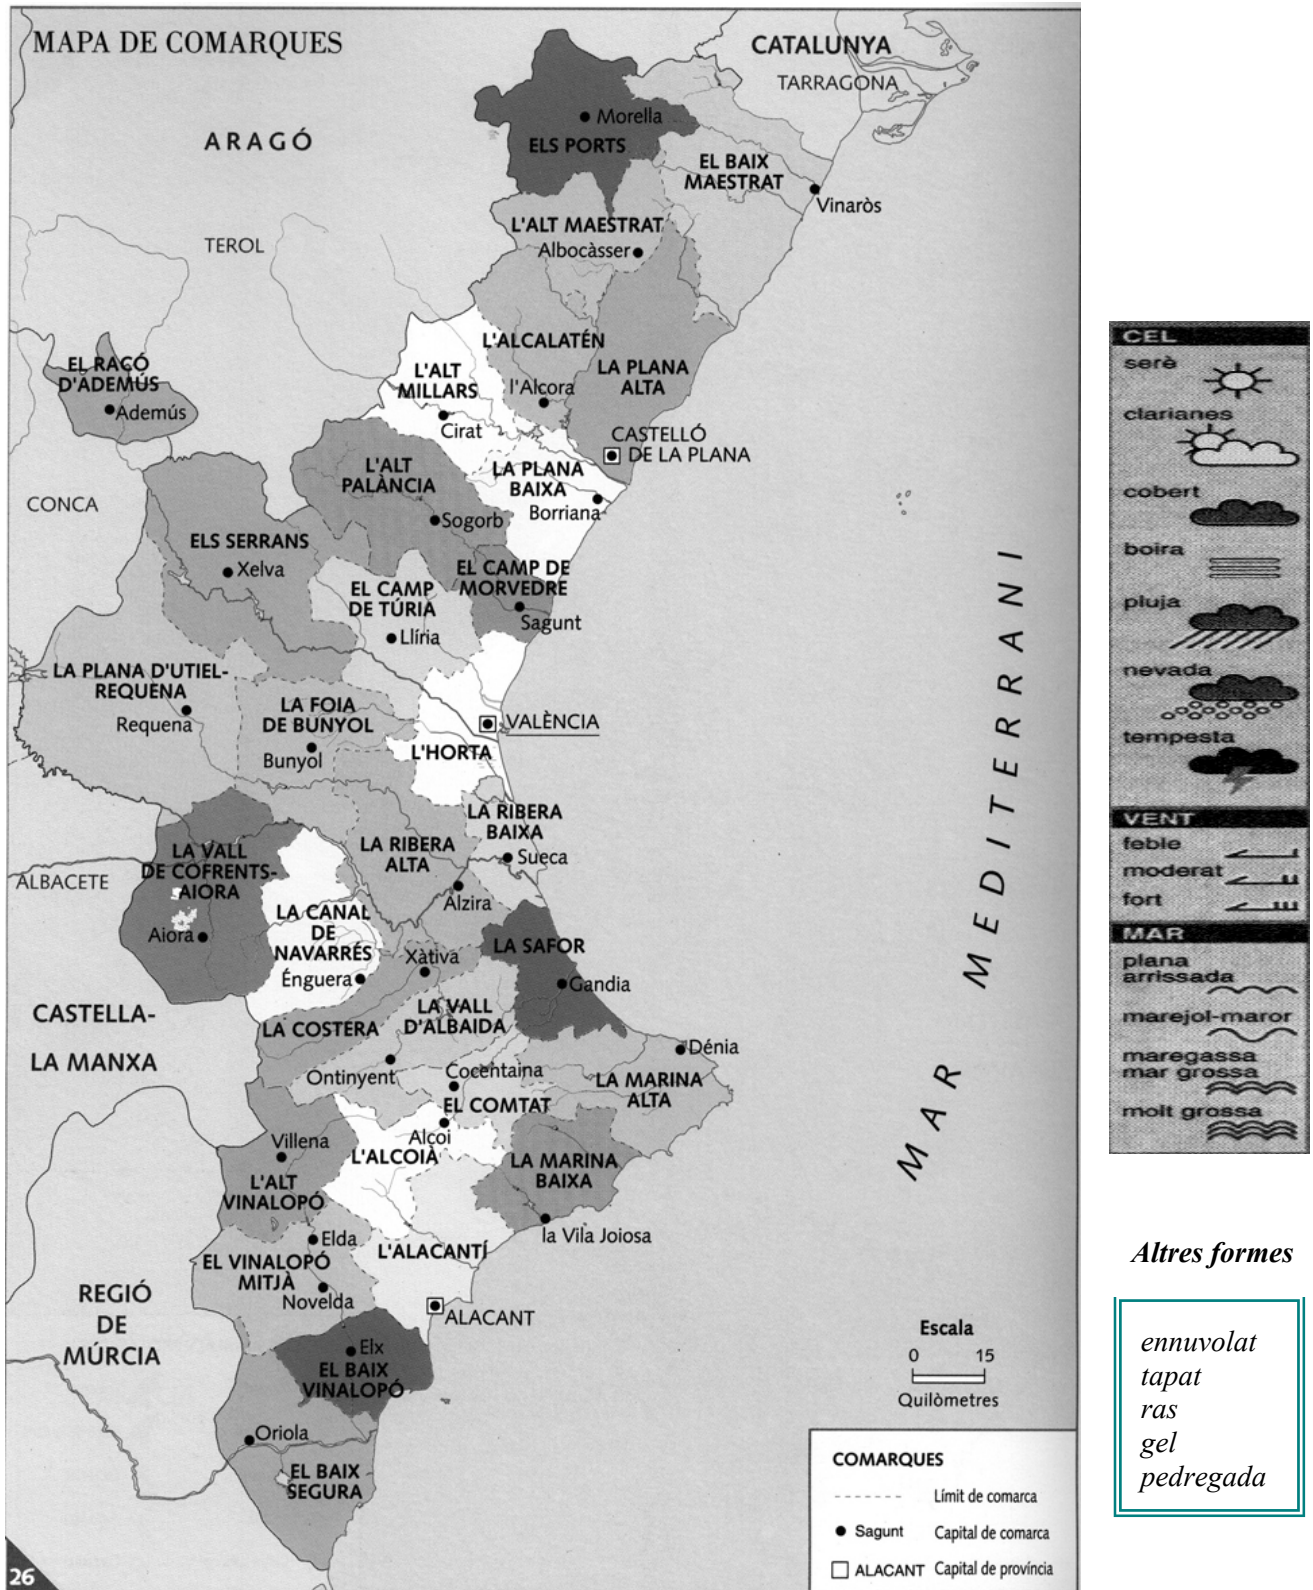 MAPA DE COMARQUES
CATALUNYA
TARRAGONA
ARAGÓ
Morella
ELS PORTS
EL BAIX
MAESTRAT
Vinaròs
L'ALT MAESTRAT
Albocàsser
TEROL
L'ALCALATÉN
l'Alcora
LA PLANA
ALTA
EL RACÓ
D'ADEMÚS
Ademús
L'ALT
MILLARS
Cirat
CASTELLÓ
DE LA PLANA
L'ALT
PALÀNCIA
Sogorb
LA PLANA
BAIXA
Borriana
CONCA
ELS SERRANS
Xelva
EL CAMP DE
MORVEDRE
Sagunt
EL CAMP
DE TÚRIA
Llíria
LA PLANA D'UTIEL-
REQUENA
Requena
LA FOIA
DE BUNYOL
Bunyol
VALÈNCIA
L'HORTA
LA RIBERA
BAIXA
Sueca
LA RIBERA
ALTA
Alzira
LA VALL
DE COFRENTS-
AIORA
Aiora
ALBACETE
LA CANAL
DE
NAVARRÉS
Énguera
Xàtiva
LA SAFOR
Gandia
LA COSTERA
LA VALL
D'ALBAIDA
Ontinyent
CASTELLA-
LA MANXA
Dénia
Cocentaina
LA MARINA
ALTA
EL COMTAT
Alcoi
L'ALCOIÀ
Villena
L'ALT
VINALOPÓ
LA MARINA
BAIXA
la Vila Joiosa
Elda
EL VINALOPÓ
MITJÀ
Novelda
L'ALACANTÍ
ALACANT
REGIÓ
DE
MÚRCIA
Elx
EL BAIX
VINALOPÓ
Oriola
EL BAIX
SEGURA
MAR MEDITERRANI
Escala
0 15
Quilòmetres
COMARQUES
Límit de comarca
Sagunt Capital de comarca
ALACANT Capital de província
26
CEL
serè
clarianes
cobert
boira
pluja
nevada
tempesta
VENT
feble
moderat
fort
MAR
plana
arrissada
marejol-maror
maregassa
mar grossa
molt grossa
Altres formes
ennuvolat
tapat
ras
gel
pedregada